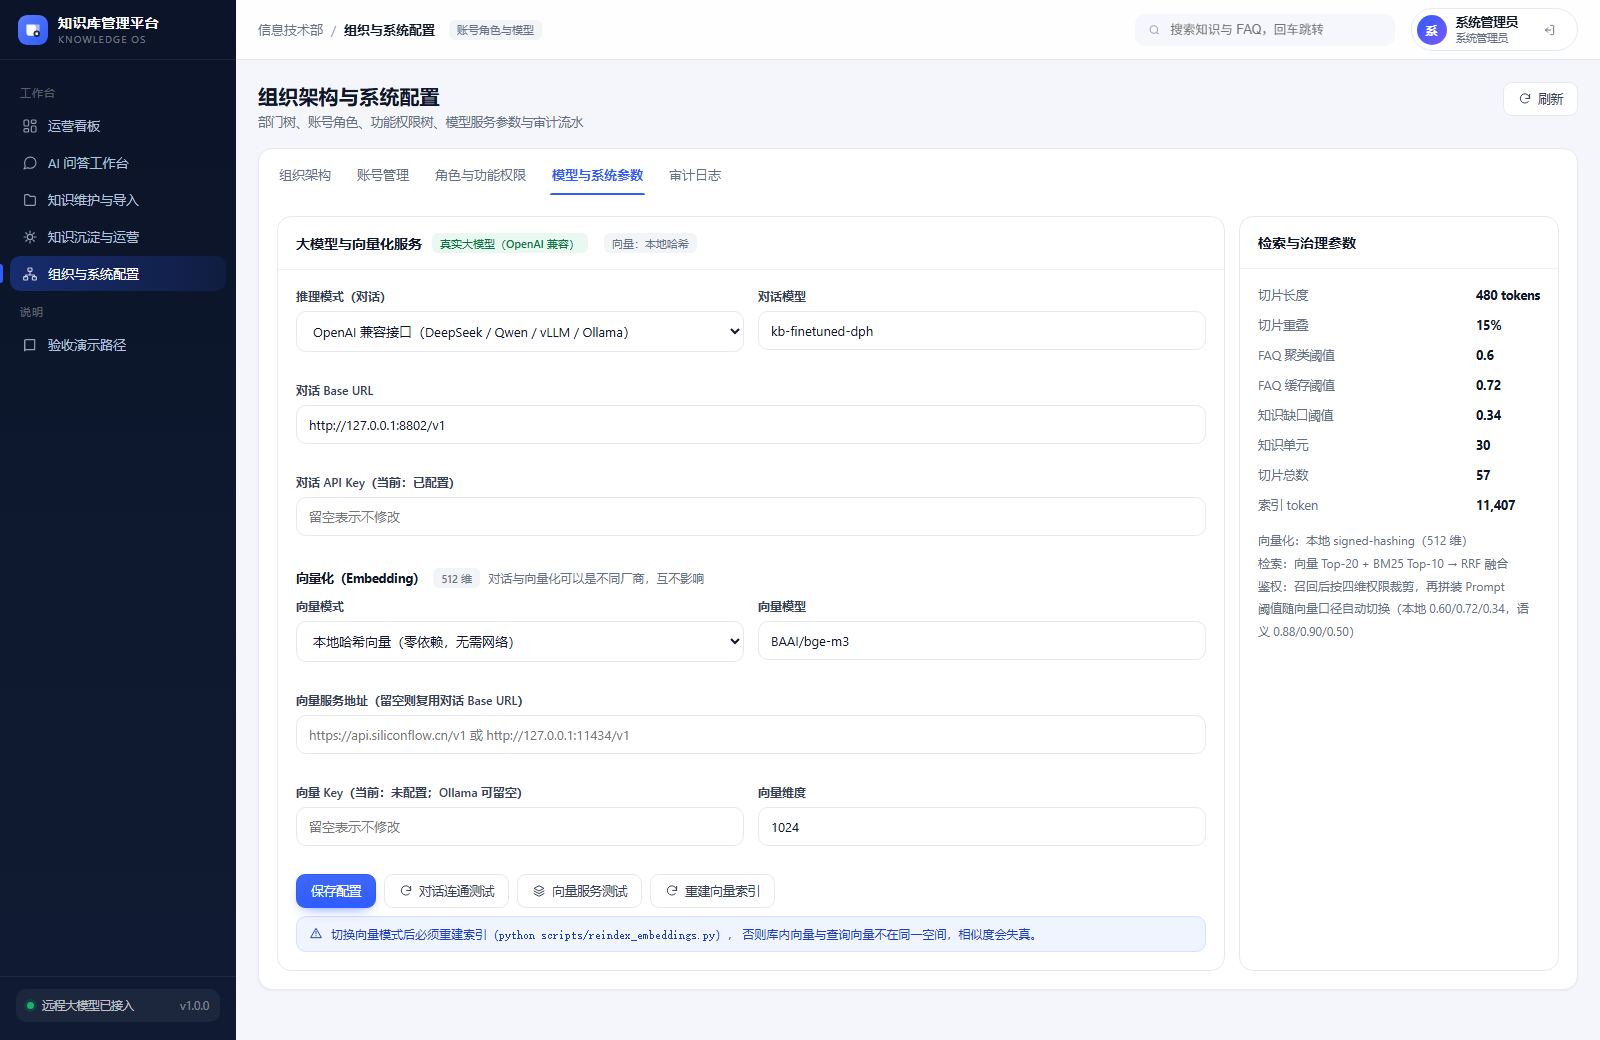 知识库管理平台
KNOWLEDGE OS
工作台
运营看板
AI 问答工作台
知识维护与导入
知识沉淀与运营
组织与系统配置
说明
验收演示路径
远程大模型已接入 v1.0.0
信息技术部 / 组织与系统配置 账号角色与模型
搜索知识与 FAQ，回车跳转
系
系统管理员
系统管理员
组织架构与系统配置
部门树、账号角色、功能权限树、模型服务参数与审计流水
刷新
组织架构 账号管理 角色与功能权限 模型与系统参数 审计日志
大模型与向量化服务 真实大模型（OpenAI 兼容） 向量：本地哈希
推理模式（对话） 对话模型
OpenAI 兼容接口（DeepSeek / Qwen / vLLM / Ollama） kb-finetuned-dph
对话 Base URL
http://127.0.0.1:8802/v1
对话 API Key（当前：已配置）
留空表示不修改
向量化（Embedding） 512 维 对话与向量化可以是不同厂商，互不影响
向量模式 向量模型
本地哈希向量（零依赖，无需网络） BAAI/bge-m3
向量服务地址（留空则复用对话 Base URL）
https://api.siliconflow.cn/v1 或 http://127.0.0.1:11434/v1
向量 Key（当前：未配置；Ollama 可留空） 向量维度
留空表示不修改 1024
保存配置 对话连通测试 向量服务测试 重建向量索引
切换向量模式后必须重建索引（python scripts/reindex_embeddings.py），否则库内向量与查询向量不在同一空间，相似度会失真。
检索与治理参数
切片长度 480 tokens
切片重叠 15%
FAQ 聚类阈值 0.6
FAQ 缓存阈值 0.72
知识缺口阈值 0.34
知识单元 30
切片总数 57
索引 token 11,407
向量化：本地 signed-hashing（512 维）
检索：向量 Top-20 + BM25 Top-10 → RRF 融合
鉴权：召回后按四维权限裁剪，再拼装 Prompt
阈值随向量口径自动切换（本地 0.60/0.72/0.34，语
义 0.88/0.90/0.50）